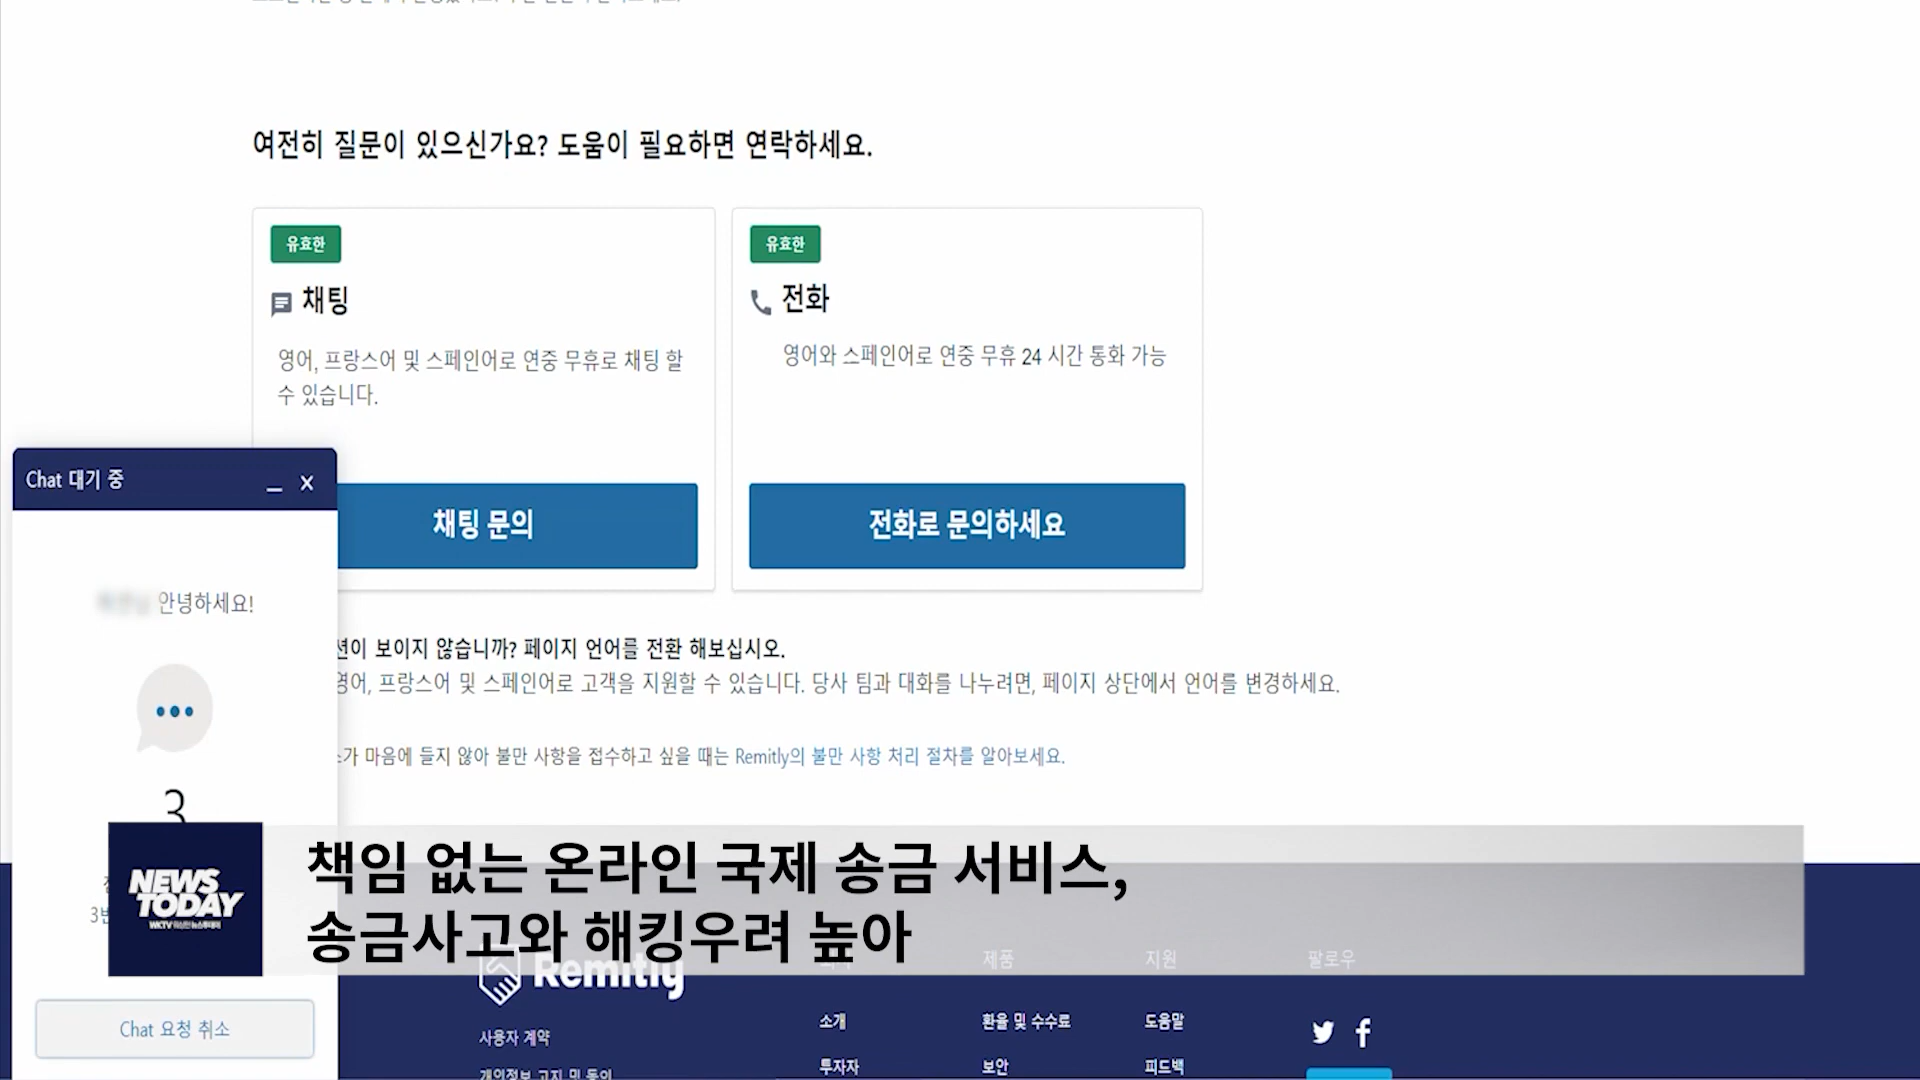 여전히 질문이 있으신가요? 도움이 필요하면 연락하세요.
유효한
채팅
영어, 프랑스어 및 스페인어로 연중 무휴로 채팅 할
수 있습니다.
채팅 문의
유효한
전화
영어와 스페인어로 연중 무휴 24 시간 통화 가능
전화로 문의하세요
Chat 대기 중
안녕하세요!
3
Chat 요청 취소
보이지 않습니까? 페이지 언어를 전환 해보십시오.
영어, 프랑스어 및 스페인어로 고객을 지원할 수 있습니다. 당사 팀과 대화를 나누려면, 페이지 상단에서 언어를 변경하세요.
마음에 들지 않아 불만 사항을 접수하고 싶을 때는 Remitly의 불만 사항 처리 절차를 알아보세요.
NEWS
TODAY
책임 없는 온라인 국제 송금 서비스,
송금사고와 해킹우려 높아
Remitly
사용자 계약
개인정보 고지 및 동의
소개
투자자
제품
환율 및 수수료
보안
지원
도움말
피드백
팔로우